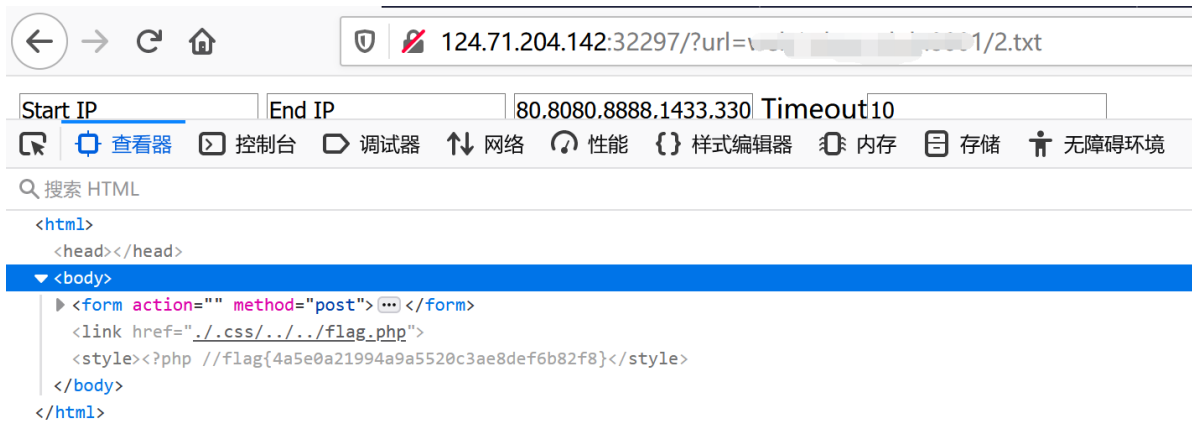 124.71.204.142:32297/?url=w 1/2.txt
Start IP End IP 80,8080,8888,1433,330 Timeout 10
查看器 控制台 调试器 网络 性能 {} 样式编辑器 内存 存储 无障碍环境
搜索 HTML
<html>
<head></head>
<body>
<form action="" method="post"> ••• </form>
<link href="./.css/../../flag.php">
<style><?php //flag{4a5e0a21994a9a5520c3ae8def6b82f8}</style>
</body>
</html>